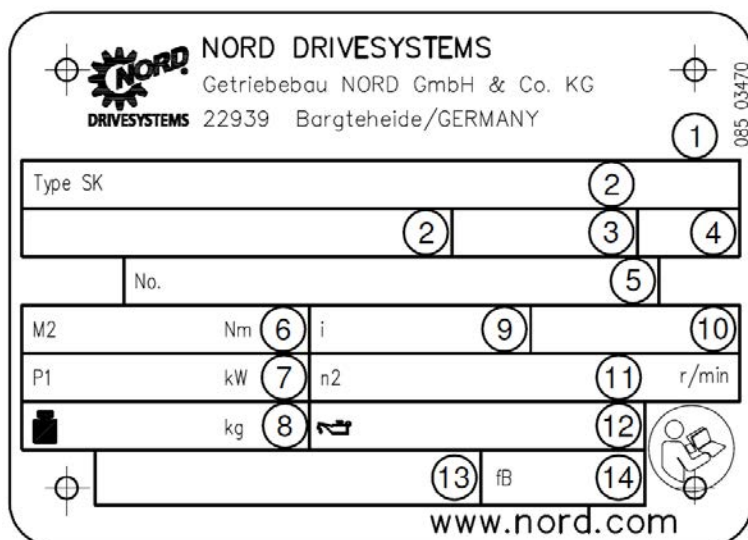 NORD DRIVESYSTEMS
NORD
Getriebebau NORD GmbH & Co. KG
DRIVESYSTEMS 22939 Bargteheide/GERMANY
085 03470
1
Type SK 2
2 3 4
No. 5
M2 Nm 6 i 9 10
P1 kW 7 n2 11 r/min
kg 8 12
13 fB 14
www.nord.com